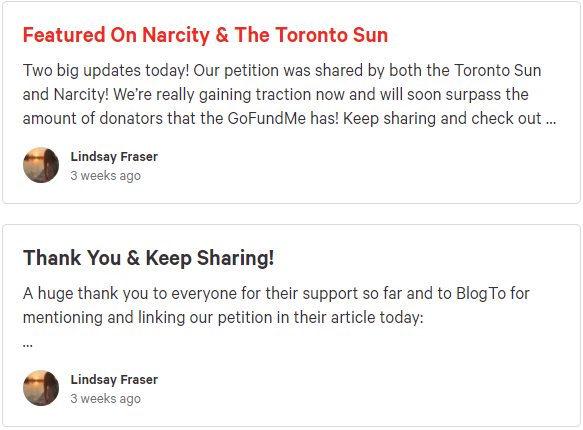 Featured On Narcity & The Toronto Sun
Two big updates today! Our petition was shared by both the Toronto Sun
and Narcity! We’re really gaining traction now and will soon surpass the
amount of donators that the GoFundMe has! Keep sharing and check out ...
Lindsay Fraser
3 weeks ago
Thank You & Keep Sharing!
A huge thank you to everyone for their support so far and to BlogTo for
mentioning and linking our petition in their article today:
...
Lindsay Fraser
3 weeks ago